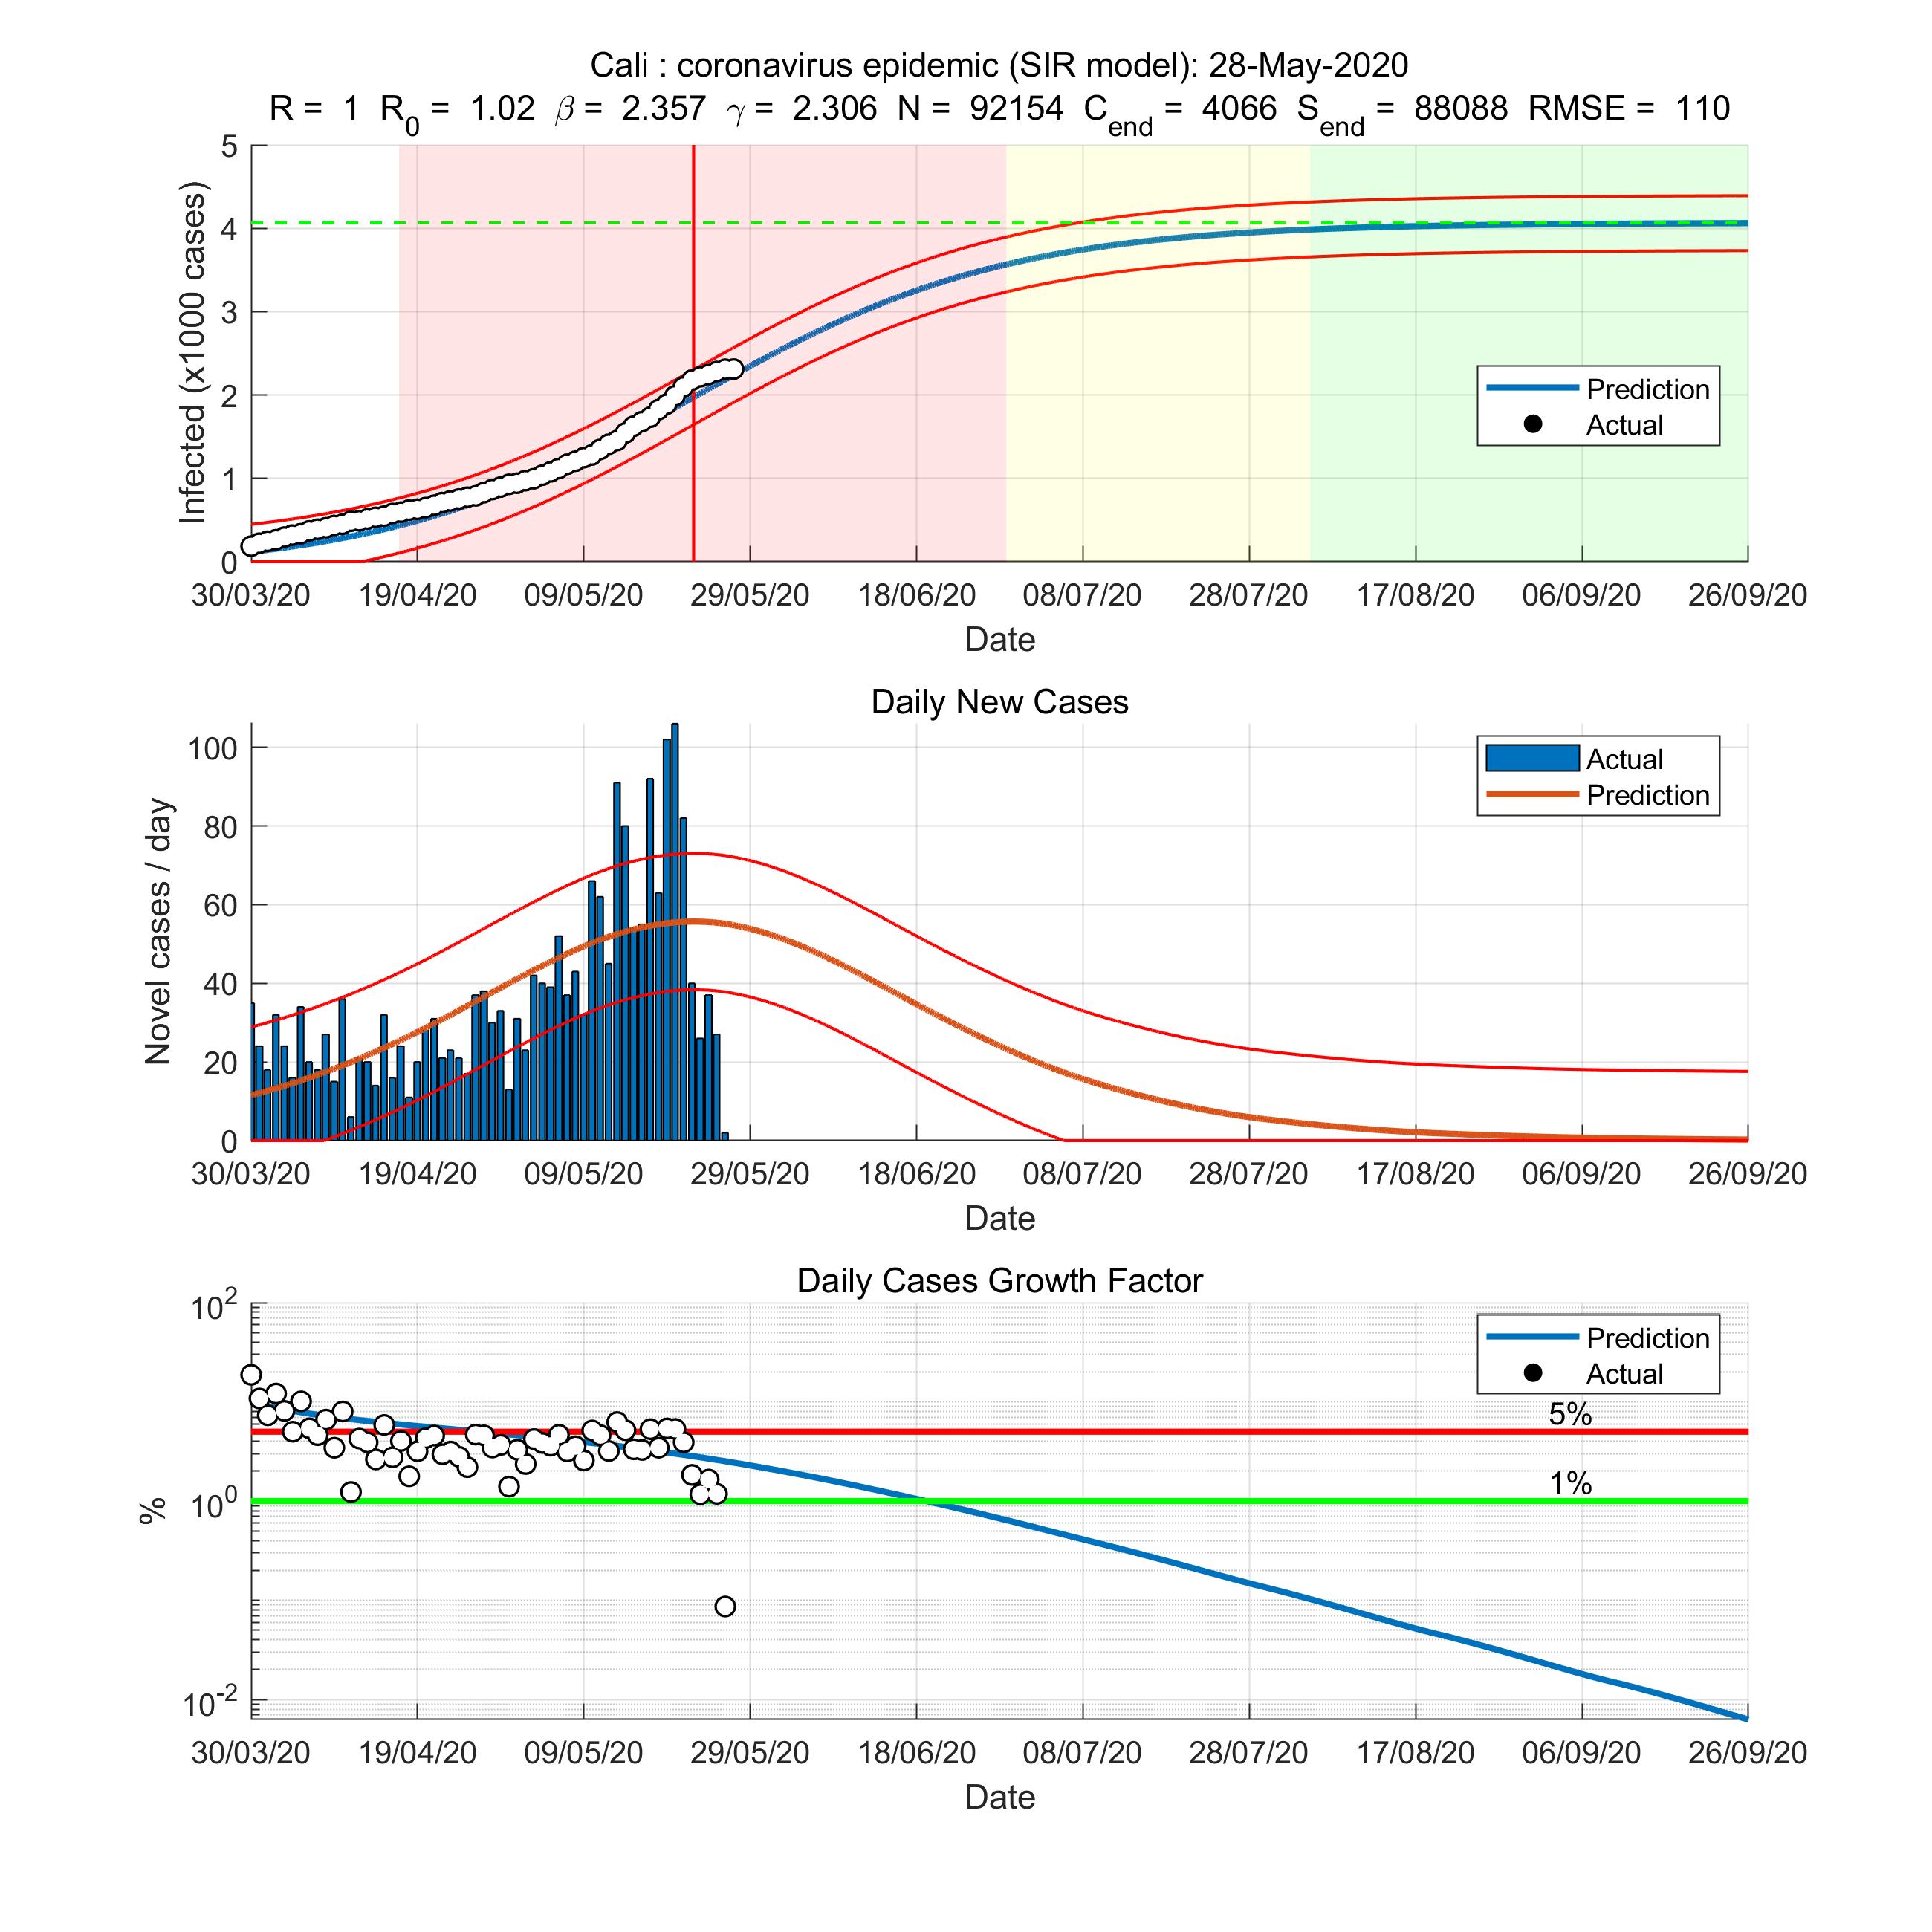 Cali : coronavirus epidemic (SIR model): 28-May-2020
R = 1 R0 = 1.02 β = 2.357 γ = 2.306 N = 92154 Cend = 4066 Send = 88088 RMSE = 110
Infected (x1000 cases)
5
4
3
2
1
0
Prediction
Actual
30/03/20 19/04/20 09/05/20 29/05/20 18/06/20 08/07/20 28/07/20 17/08/20 06/09/20 26/09/20
Date
Daily New Cases
Novel cases / day
100
80
60
40
20
0
Actual
Prediction
30/03/20 19/04/20 09/05/20 29/05/20 18/06/20 08/07/20 28/07/20 17/08/20 06/09/20 26/09/20
Date
Daily Cases Growth Factor
%
10^2
10^0
10^-2
Prediction
Actual
5%
1%
30/03/20 19/04/20 09/05/20 29/05/20 18/06/20 08/07/20 28/07/20 17/08/20 06/09/20 26/09/20
Date